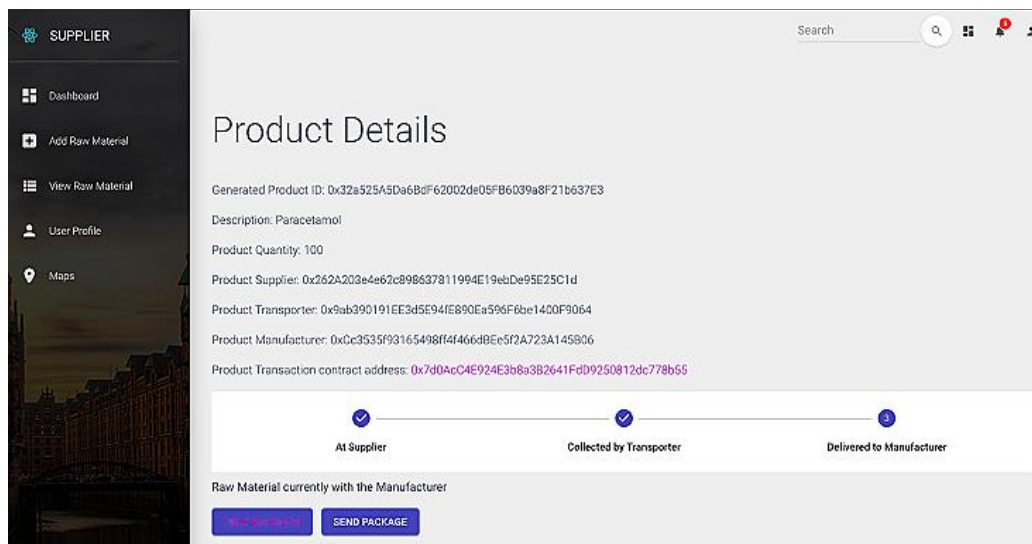 SUPPLIER
Search
Dashboard
Add Raw Material
View Raw Material
User Profile
Maps
Product Details
Generated Product ID: 0x32a525A5Da6BdF62002de05FB6039a8F21b637E3
Description: Paracetamol
Product Quantity: 100
Product Supplier: 0x262A203e4e62c898637811994E19ebDe95E25C1d
Product Transporter: 0x9ab390191EE3d5E94fE890Ea596F6be1400F9064
Product Manufacturer: 0xCc3535f93165498ff4f466dBEe5f2A723A145B06
Product Transaction contract address: 0x7d0AcC4E924E3b8a3B2641FdD9250812dc778b55
3
At Supplier
Collected by Transporter
Delivered to Manufacturer
Raw Material currently with the Manufacturer
SEND PACKAGE